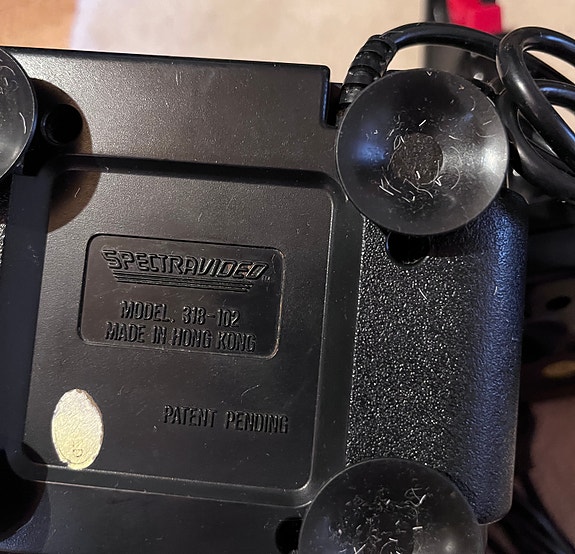 SPECTRAVIDEO
MODEL. 318-102
MADE IN HONG KONG
PATENT PENDING